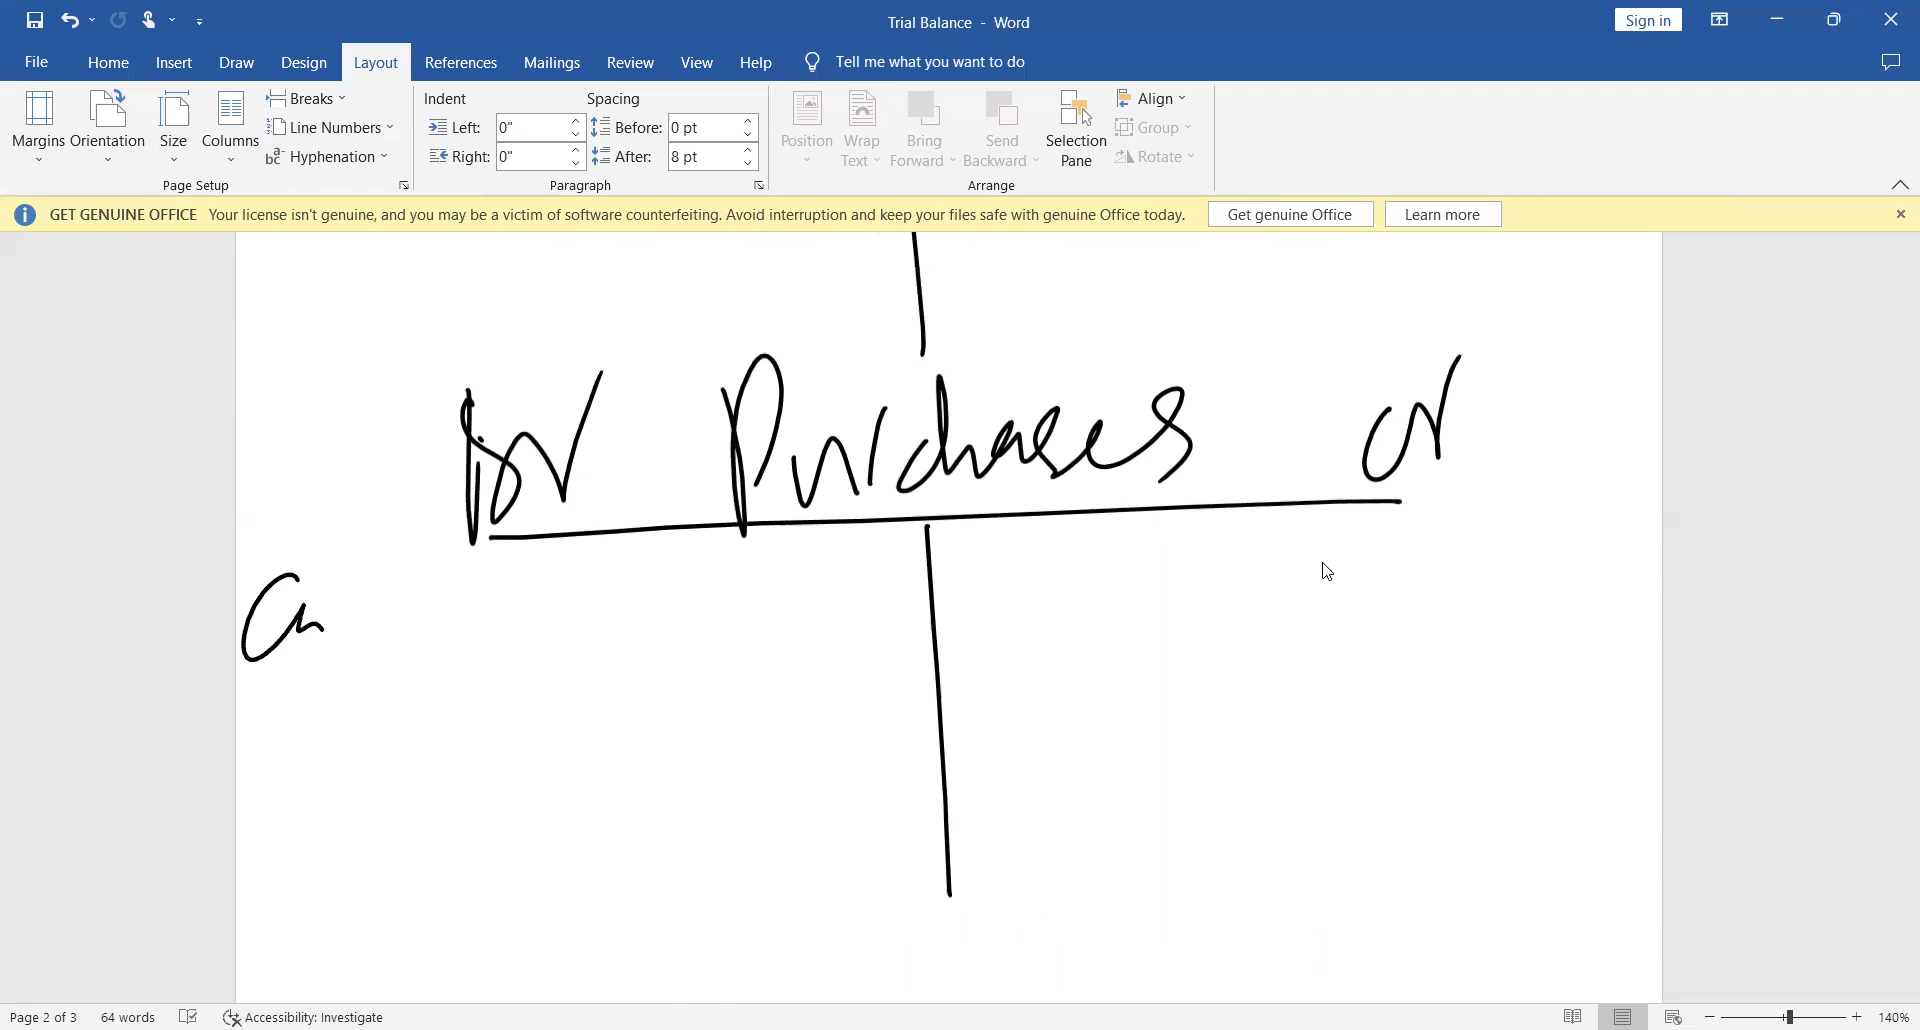 Trial Balance - Word
Sign in
File Home Insert Draw Design Layout References Mailings Review View Help Tell me what you want to do
Margins Orientation Size Columns Breaks Line Numbers Hyphenation
Page Setup
Indent Spacing
Left: 0" Before: 0 pt
Right: 0" After: 8 pt
Paragraph
Position Wrap Text Bring Forward Send Backward Selection Pane Align Group Rotate
Arrange
GET GENUINE OFFICE Your license isn't genuine, and you may be a victim of software counterfeiting. Avoid interruption and keep your files safe with genuine Office today. Get genuine Office Learn more
Dr Purchases cr
Page 2 of 3 64 words Accessibility: Investigate 140%